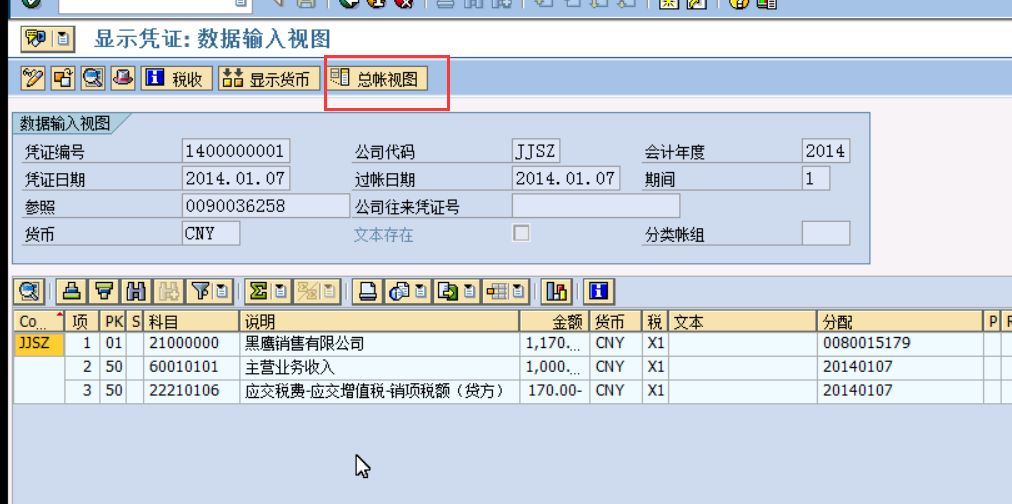 显示凭证: 数据输入视图
税收 显示货币 总帐视图
数据输入视图
凭证编号 1400000001 公司代码 JJSZ 会计年度 2014
凭证日期 2014.01.07 过帐日期 2014.01.07 期间 1
参照 0090036258 公司往来凭证号
货币 CNY 文本存在 分类帐组
Co... 项 PK S 科目 说明 金额 货币 税 文本 分配 P
JJSZ 1 01 21000000 黑鹰销售有限公司 1,170.... CNY X1 0080015179
2 50 60010101 主营业务收入 1,000.... CNY X1 20140107
3 50 22210106 应交税费-应交增值税-销项税额（贷方） 170.00- CNY X1 20140107